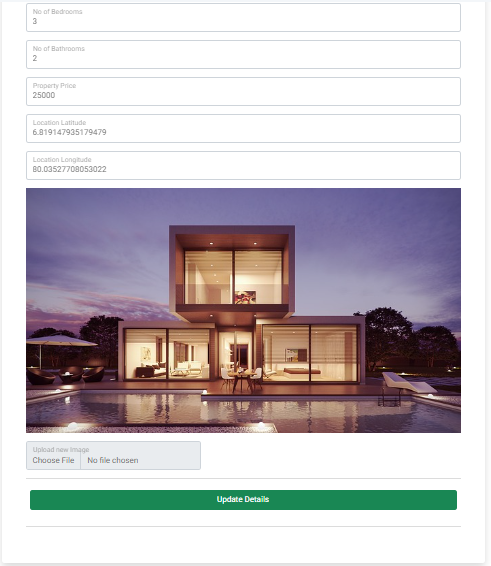 No of Bedrooms
3
No of Bathrooms
2
Property Price
25000
Location Latitude
6.819147935179479
Location Longitude
80.03527708053022
Upload new Image
Choose File No file chosen
Update Details